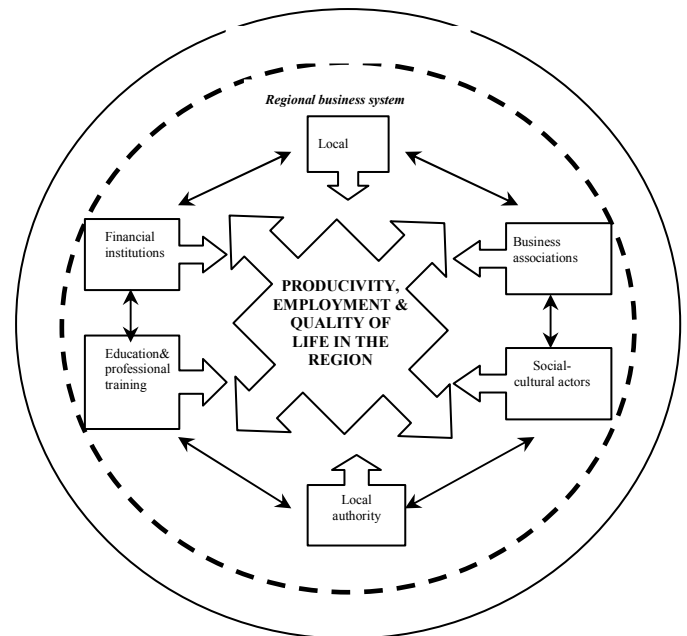 Regional business system
Local
Financial
institutions
Business
associations
PRODUCIVITY,
EMPLOYMENT &
QUALITY OF
LIFE IN THE
REGION
Education&
professional
training
Social-
cultural actors
Local
authority